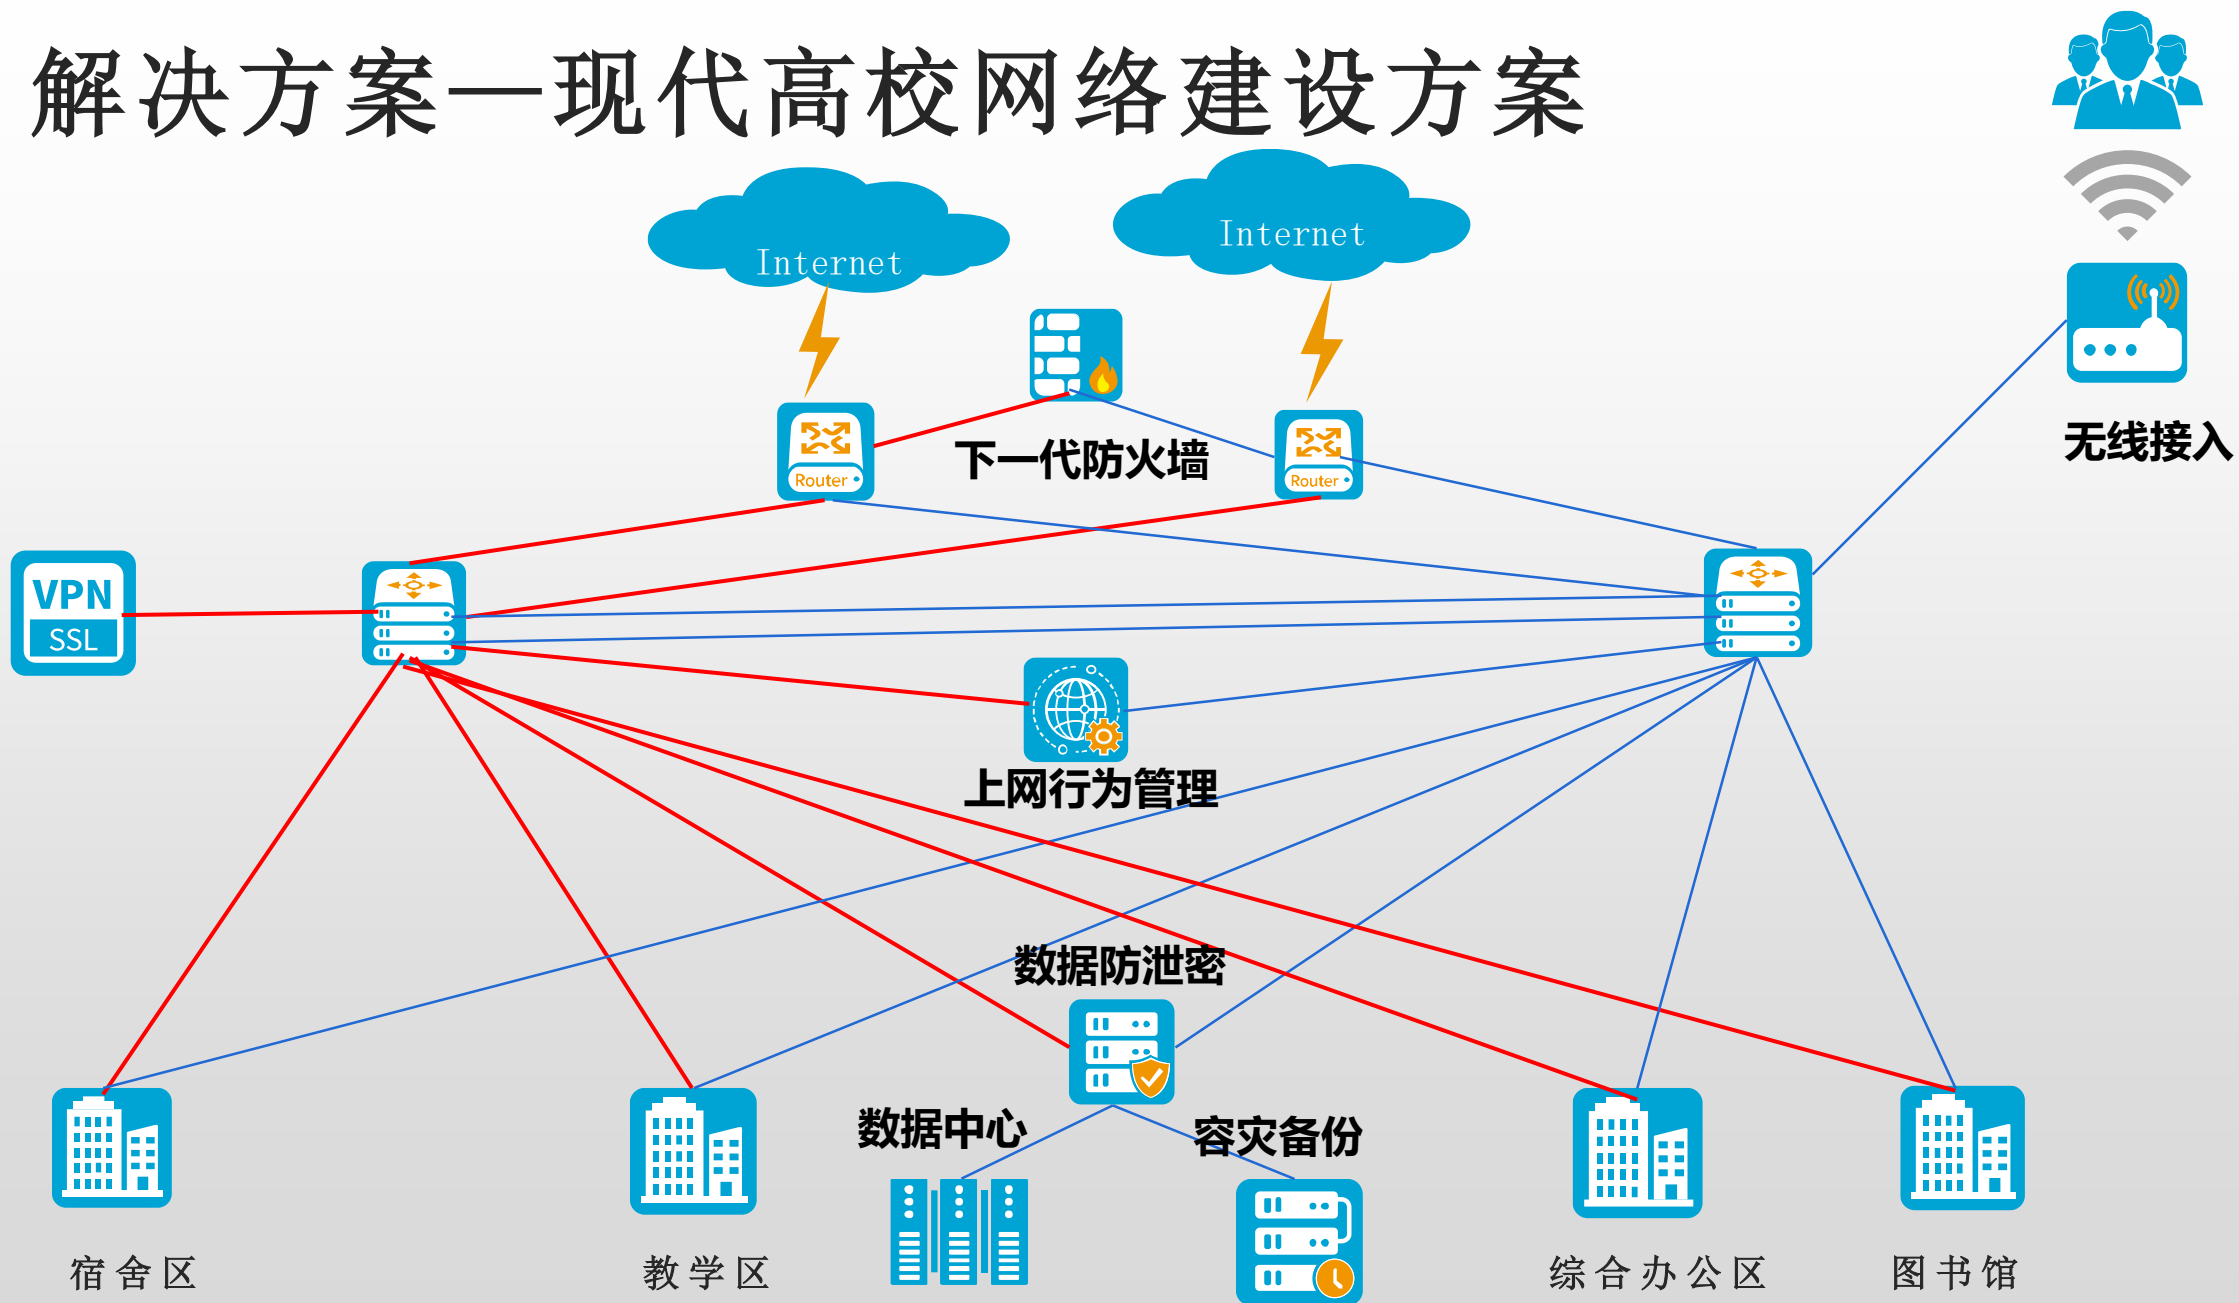 解决方案—现代高校网络建设方案
Internet
Internet
下一代防火墙
Router
Router
无线接入
VPN
SSL
上网行为管理
数据防泄密
数据中心
容灾备份
宿舍区
教学区
综合办公区
图书馆